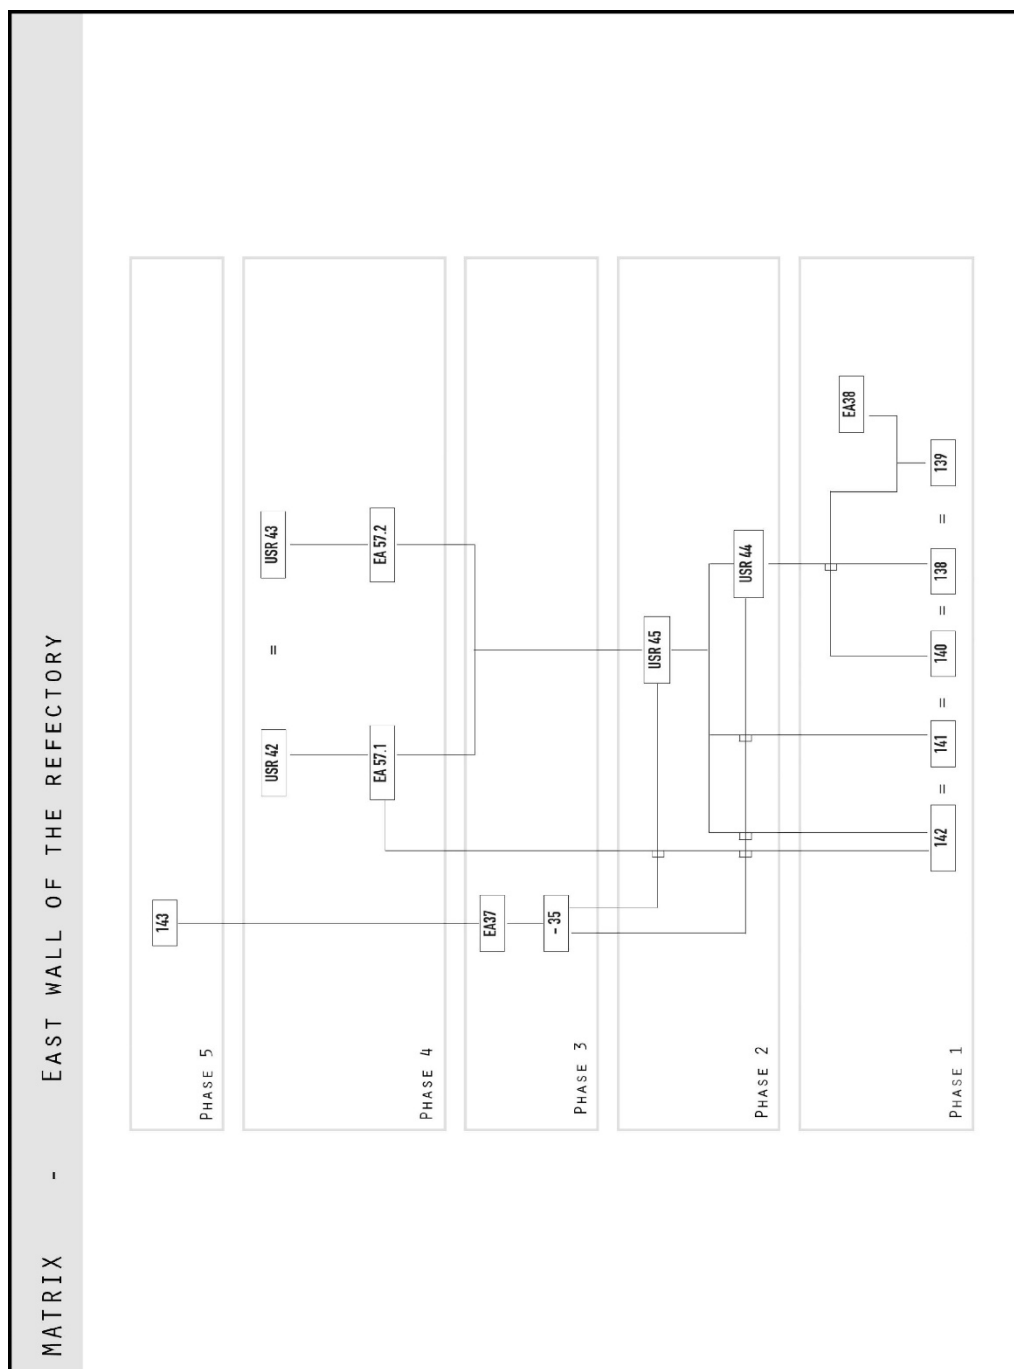 MATRIX - EAST WALL OF THE REFECTORY
PHASE 5
143
PHASE 4
USR 42 = USR 43
EA 57.1
EA 57.2
PHASE 3
EA37
- 35
PHASE 2
USR 45
USR 44
PHASE 1
EA38
142 = 141 = 140 = 138 = 139